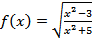 f(x) = √((x²−3)/(x²+5))